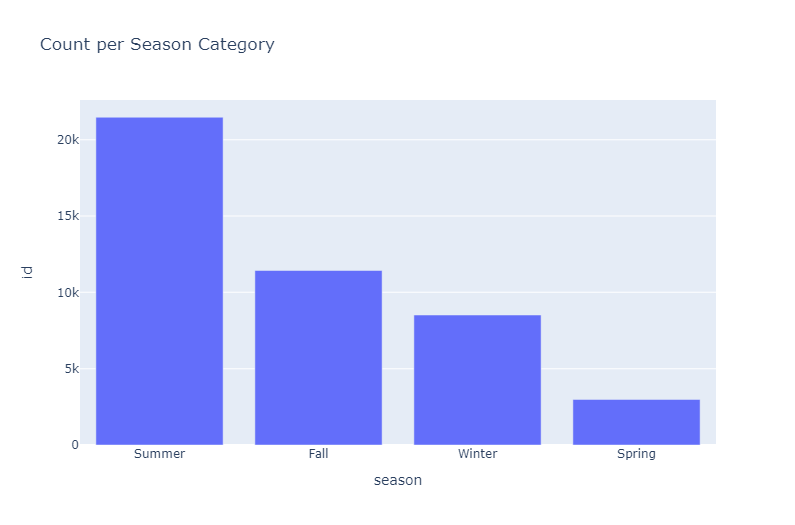 Count per Season Category
id
20k
15k
10k
5k
0
Summer Fall Winter Spring
season